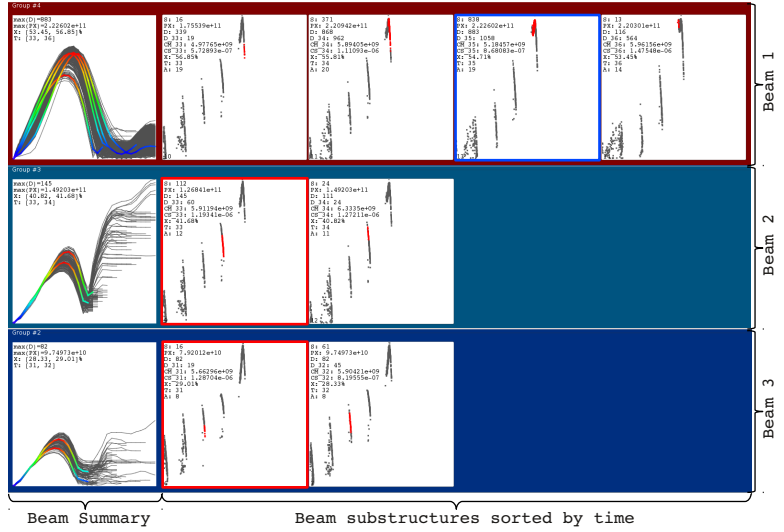 Group #4
max(D)=883
max(PX)=2.22602e+11
X: [53.45, 56.85]%
T: [33, 36]
S: 16
PX: 1.75539e+11
D: 339
D_33: 19
CM_33: 4.97765e+09
CS_33: 5.72893e-07
X: 56.85%
T: 33
A: 19
S: 371
PX: 2.20942e+11
D: 868
D_34: 962
CM_34: 5.89405e+09
CS_34: 1.11093e-06
X: 55.81%
T: 34
A: 20
S: 838
PX: 2.22602e+11
D: 883
D_35: 1058
CM_35: 5.18457e+09
CS_35: 8.68083e-07
X: 54.71%
T: 35
A: 19
S: 13
PX: 2.20301e+11
D: 116
D_36: 564
CM_36: 5.96156e+09
CS_36: 1.47548e-06
X: 53.45%
T: 36
A: 14
Beam 1
Group #3
max(D)=145
max(PX)=1.49203e+11
X: [40.82, 41.68]%
T: [33, 34]
S: 112
PX: 1.26841e+11
D: 145
D_33: 60
CM_33: 5.91194e+09
CS_33: 1.19341e-06
X: 41.68%
T: 33
A: 12
S: 24
PX: 1.49203e+11
D: 111
D_34: 24
CM_34: 6.3335e+09
CS_34: 1.27211e-06
X: 40.82%
T: 34
A: 11
Beam 2
Group #2
max(D)=82
max(PX)=9.74973e+10
X: [28.33, 29.01]%
T: [31, 32]
S: 16
PX: 7.92012e+10
D: 82
D_31: 19
CM_31: 5.66296e+09
CS_31: 1.28704e-06
X: 29.01%
T: 31
A: 8
S: 61
PX: 9.74973e+10
D: 82
D_32: 45
CM_32: 5.90421e+09
CS_32: 8.19555e-07
X: 28.33%
T: 32
A: 8
Beam 3
Beam Summary
Beam substructures sorted by time